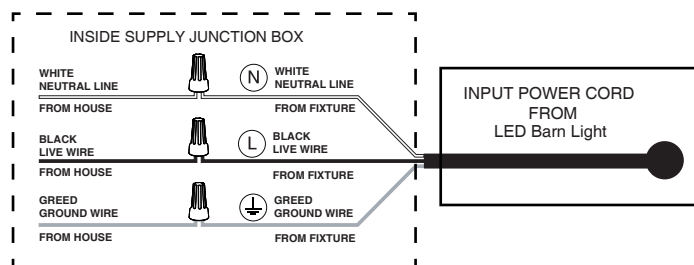 INSIDE SUPPLY JUNCTION BOX
WHITE
NEUTRAL LINE
FROM HOUSE
N
WHITE
NEUTRAL LINE
FROM FIXTURE
BLACK
LIVE WIRE
FROM HOUSE
L
BLACK
LIVE WIRE
FROM FIXTURE
GREED
GROUND WIRE
FROM HOUSE
GREED
GROUND WIRE
FROM FIXTURE
INPUT POWER CORD
FROM
LED Barn Light